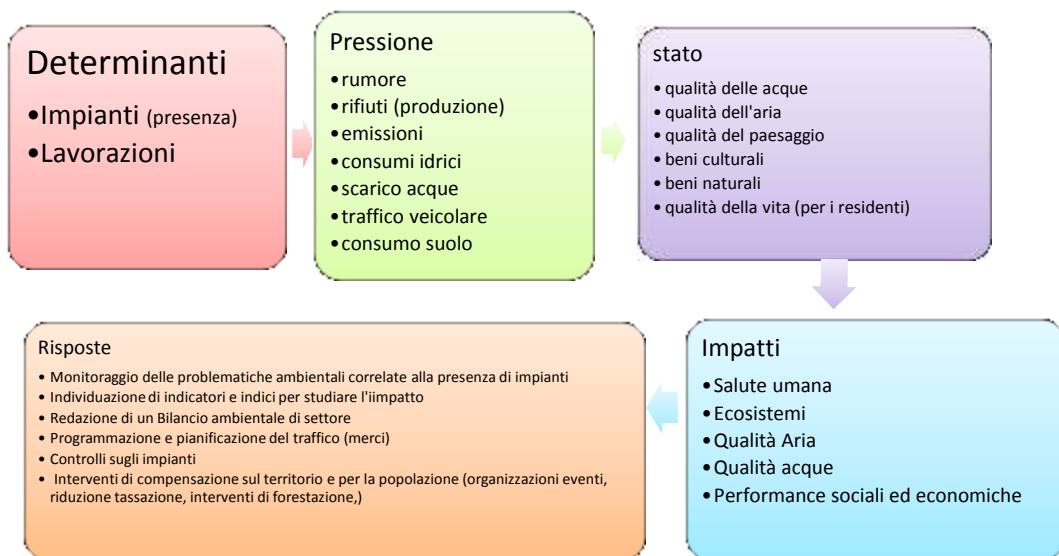 Determinanti
•Impianti (presenza)
•Lavorazioni
Pressione
•rumore
•rifiuti (produzione)
•emissioni
•consumi idrici
•scarico acque
•traffico veicolare
•consumo suolo
stato
•qualità delle acque
•qualità dell'aria
•qualità del paesaggio
•beni culturali
•beni naturali
•qualità della vita (per i residenti)
Impatti
•Salute umana
•Ecosistemi
•Qualità Aria
•Qualità acque
•Performance sociali ed economiche
Risposte
• Monitoraggio delle problematiche ambientali correlate alla presenza di impianti
• Individuazione di indicatori e indici per studiare l'iimpatto
• Redazione di un Bilancio ambientale di settore
• Programmazione e pianificazione del traffico (merci)
• Controlli sugli impianti
• Interventi di compensazione sul territorio e per la popolazione (organizzazioni eventi,
riduzione tassazione, interventi di forestazione,)